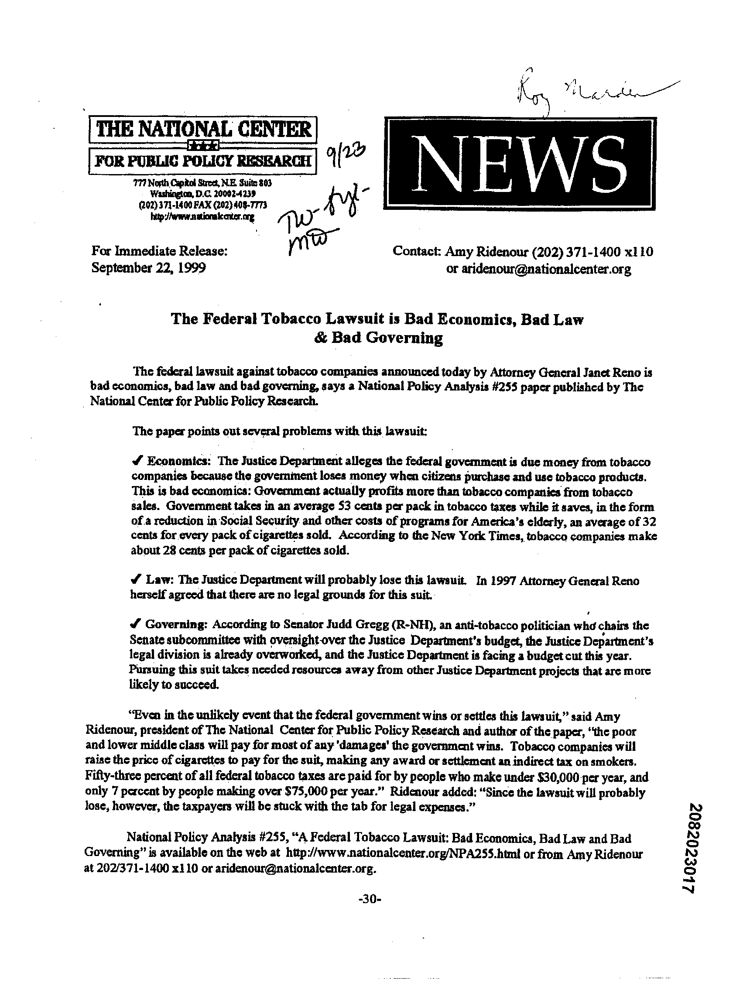 Roy Marden
THE NATIONAL CENTER
FOR PUBLIC POLICY RESEARCH
777 North Capitol Street, N.E. Suite 803
Washington, D.C. 20002-4239
(202) 371-1400 FAX (202) 408-7773
http://www.nationalcenter.org
9/23
TW- fyi-
MW
NEWS
For Immediate Release:
September 22, 1999
Contact: Amy Ridenour (202) 371-1400 x110
or aridenour@nationalcenter.org
The Federal Tobacco Lawsuit is Bad Economics, Bad Law
& Bad Governing
The federal lawsuit against tobacco companies announced today by Attorney General Janet Reno is
bad economics, bad law and bad governing, says a National Policy Analysis #255 paper published by The
National Center for Public Policy Research.
The paper points out several problems with this lawsuit:
✓ Economics: The Justice Department alleges the federal government is due money from tobacco
companies because the government loses money when citizens purchase and use tobacco products.
This is bad economics: Government actually profits more than tobacco companies from tobacco
sales. Government takes in an average 53 cents per pack in tobacco taxes while it saves, in the form
of a reduction in Social Security and other costs of programs for America's elderly, an average of 32
cents for every pack of cigarettes sold. According to the New York Times, tobacco companies make
about 28 cents per pack of cigarettes sold.
✓ Law: The Justice Department will probably lose this lawsuit. In 1997 Attorney General Reno
herself agreed that there are no legal grounds for this suit.
✓ Governing: According to Senator Judd Gregg (R-NH), an anti-tobacco politician who chairs the
Senate subcommittee with oversight over the Justice Department's budget, the Justice Department's
legal division is already overworked, and the Justice Department is facing a budget cut this year.
Pursuing this suit takes needed resources away from other Justice Department projects that are more
likely to succeed.
"Even in the unlikely event that the federal government wins or settles this lawsuit," said Amy
Ridenour, president of The National Center for Public Policy Research and author of the paper, "the poor
and lower middle class will pay for most of any 'damages' the government wins. Tobacco companies will
raise the price of cigarettes to pay for the suit, making any award or settlement an indirect tax on smokers.
Fifty-three percent of all federal tobacco taxes are paid for by people who make under $30,000 per year, and
only 7 percent by people making over $75,000 per year." Ridenour added: "Since the lawsuit will probably
lose, however, the taxpayers will be stuck with the tab for legal expenses."
National Policy Analysis #255, "A Federal Tobacco Lawsuit: Bad Economics, Bad Law and Bad
Governing" is available on the web at http://www.nationalcenter.org/NPA255.html or from Amy Ridenour
at 202/371-1400 x110 or aridenour@nationalcenter.org.
-30-
2082023017